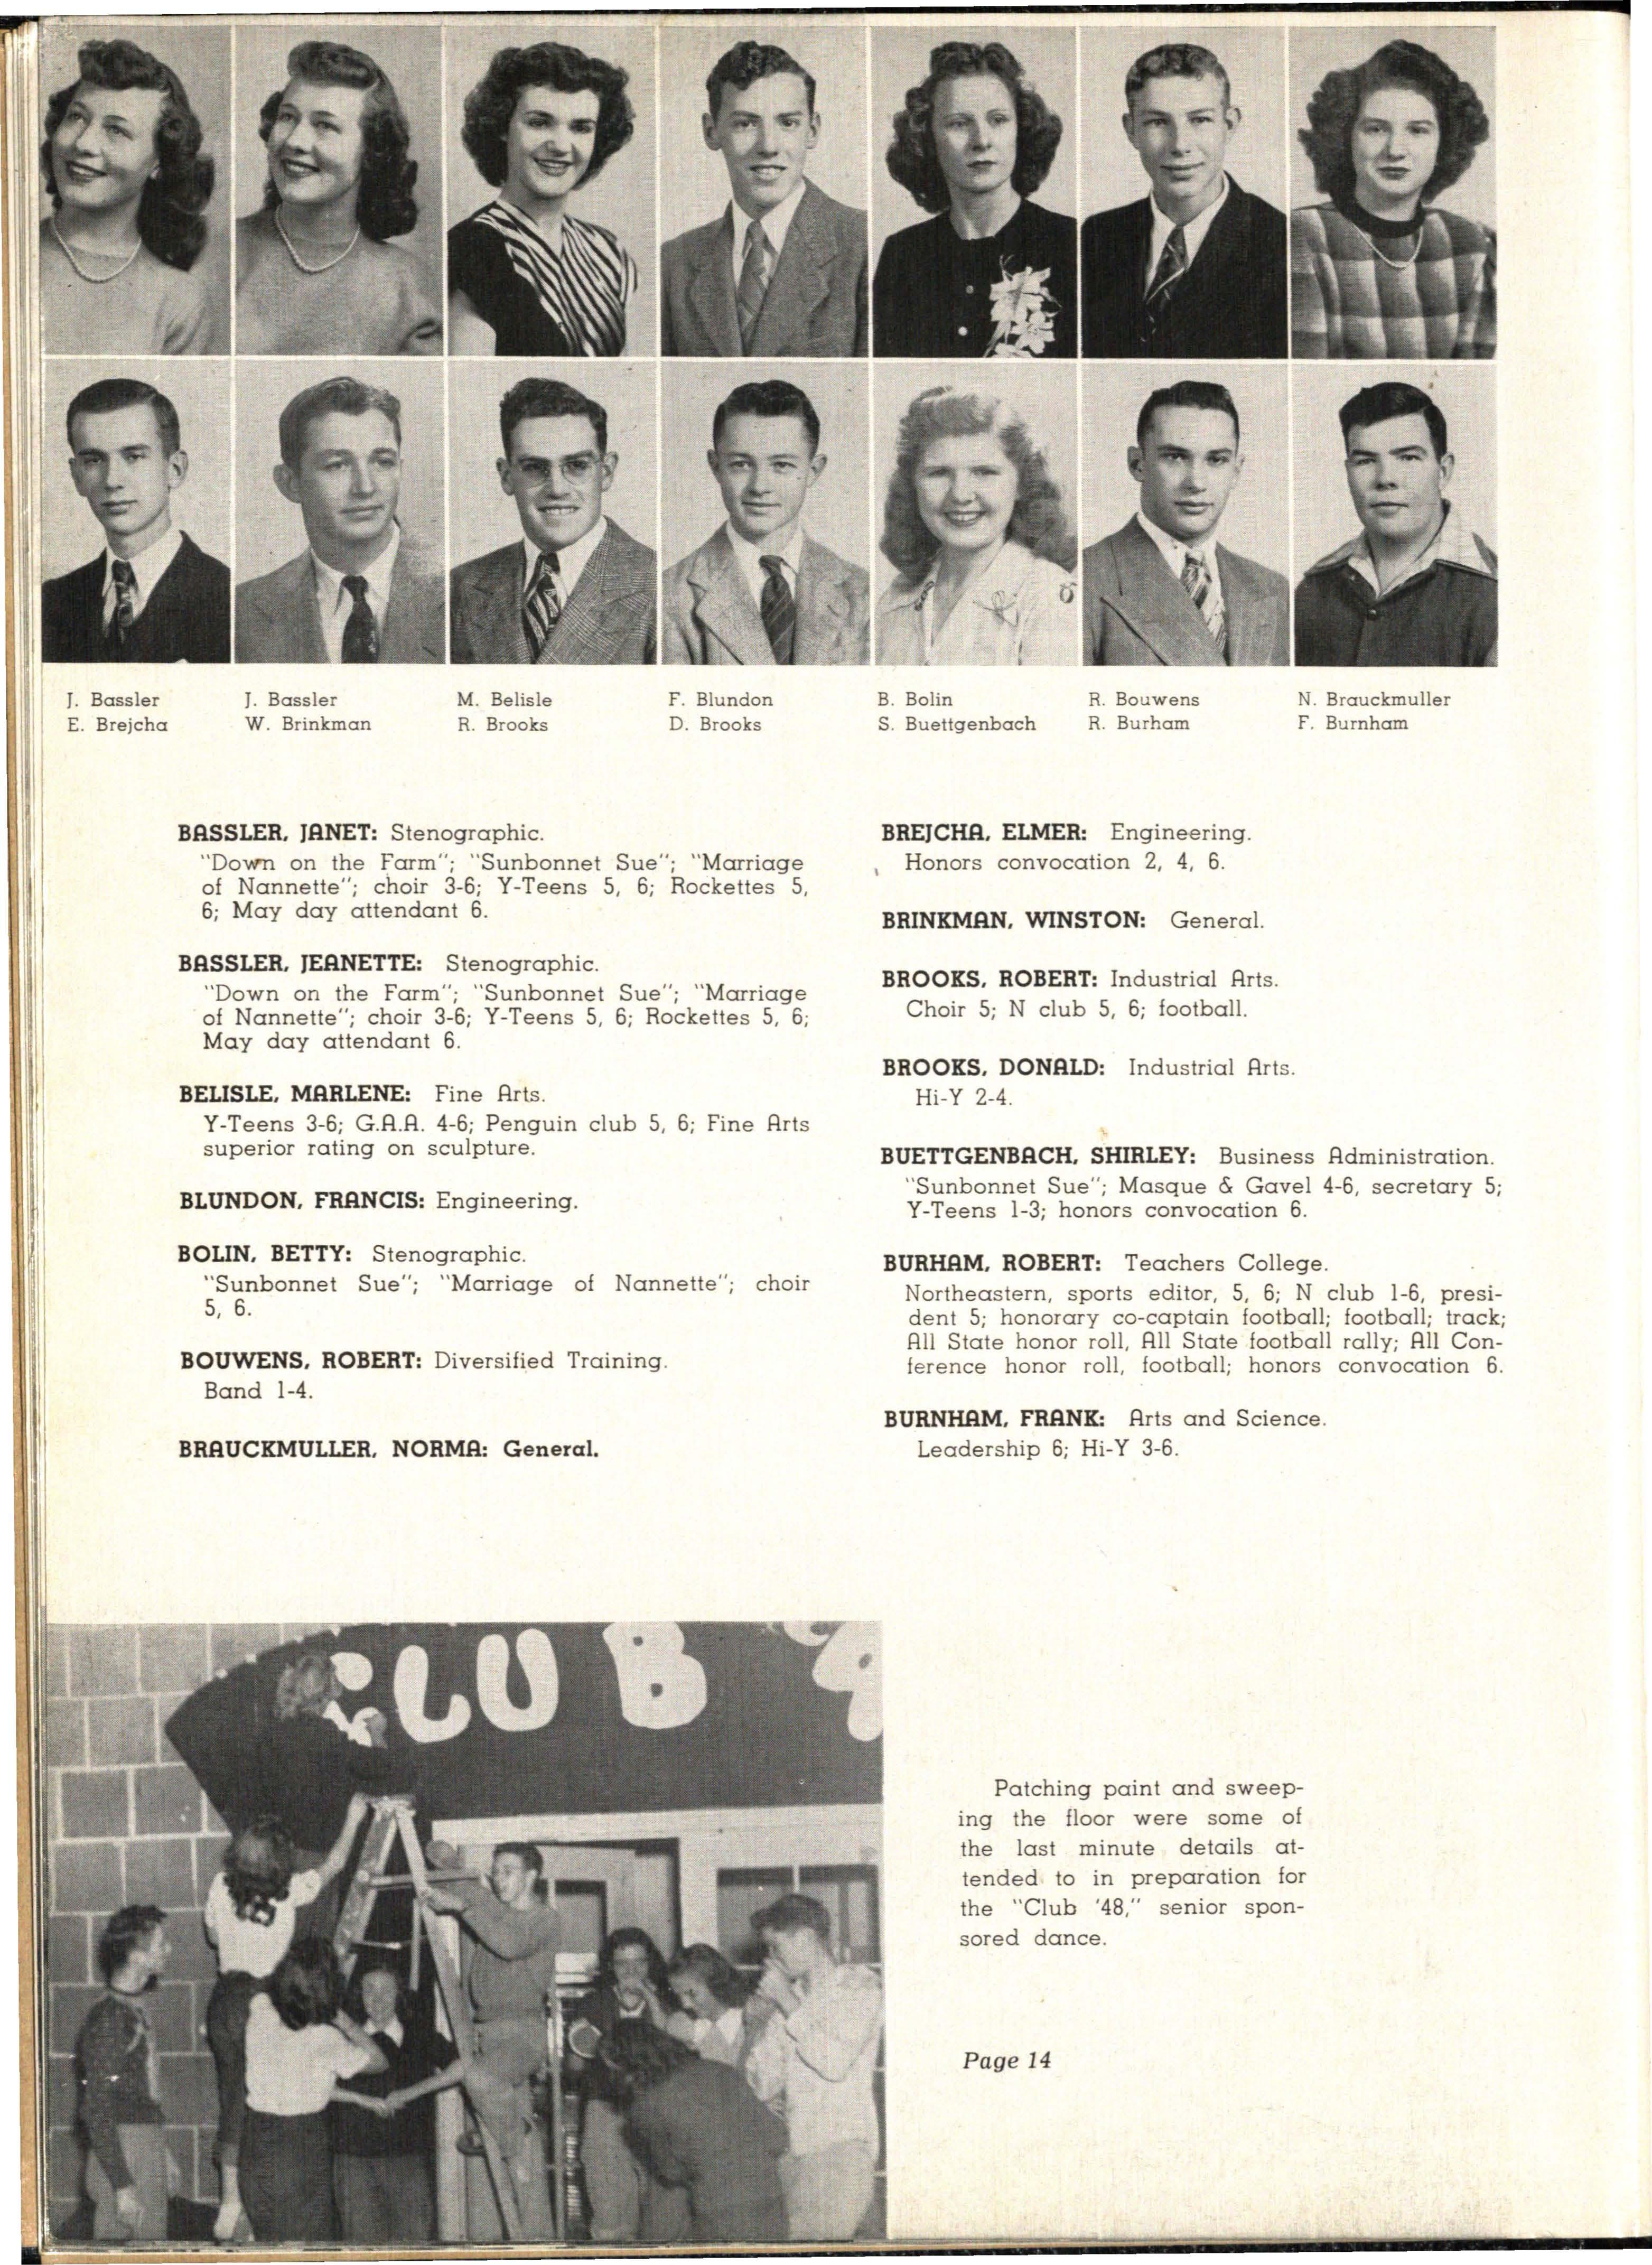 J. Bassler J. Bassler M. Belisle F. Blundon B. Bolin R. Bouwens N. Brauckmuller
E. Brejcha W. Brinkman R. Brooks D. Brooks S. Buettgenbach R. Burham F. Burnham
BASSLER, JANET: Stenographic.
"Down on the Farm"; "Sunbonnet Sue"; "Marriage
of Nannette"; choir 3-6; Y-Teens 5, 6; Rockettes 5,
6; May day attendant 6.
BASSLER, JEANETTE: Stenographic.
"Down on the Farm"; "Sunbonnet Sue"; "Marriage
of Nannette"; choir 3-6; Y-Teens 5, 6; Rockettes 5, 6;
May day attendant 6.
BELISLE, MARLENE: Fine Arts.
Y-Teens 3-6; G.A.A. 4-6; Penguin club 5, 6; Fine Arts
superior rating on sculpture.
BLUNDON, FRANCIS: Engineering.
BOLIN, BETTY: Stenographic.
"Sunbonnet Sue"; "Marriage of Nannette"; choir
5, 6.
BOUWENS, ROBERT: Diversified Training.
Band 1-4.
BRAUCKMULLER, NORMA: General.
BREJCHA, ELMER: Engineering.
Honors convocation 2, 4, 6.
BRINKMAN, WINSTON: General.
BROOKS, ROBERT: Industrial Arts.
Choir 5; N club 5, 6; football.
BROOKS, DONALD: Industrial Arts.
Hi-Y 2-4.
BUETTGENBACH, SHIRLEY: Business Administration.
"Sunbonnet Sue"; Masque & Gavel 4-6, secretary 5;
Y-Teens 1-3; honors convocation 6.
BURHAM, ROBERT: Teachers College.
Northeastern, sports editor, 5, 6; N club 1-6, presi-
dent 5; honorary co-captain football; football; track;
All State honor roll, All State football rally; All Con-
ference honor roll, football; honors convocation 6.
BURNHAM, FRANK: Arts and Science.
Leadership 6; Hi-Y 3-6.
CLUB '4
Patching paint and sweep-
ing the floor were some of
the last minute details at-
tended to in preparation for
the "Club '48," senior spon-
sored dance.
Page 14